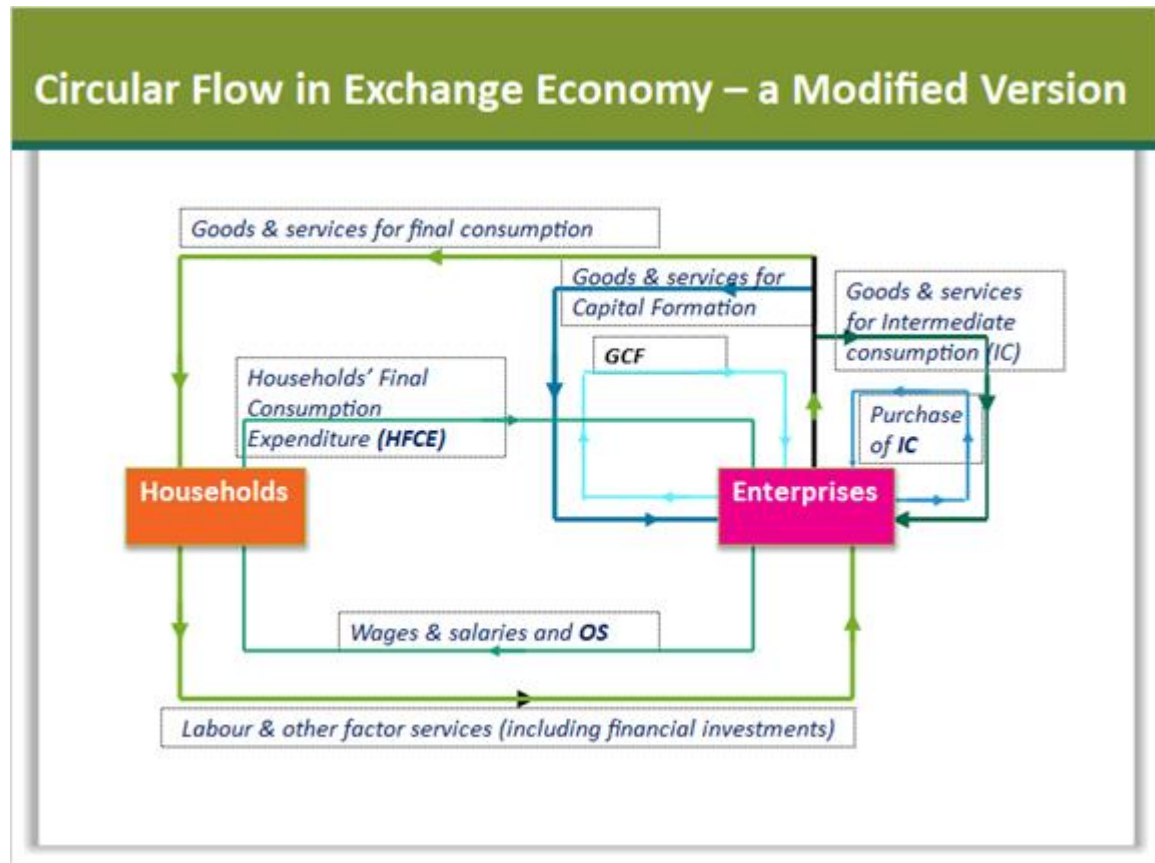 Circular Flow in Exchange Economy – a Modified Version
Goods & services for final consumption
Goods & services for
Capital Formation
Goods & services
for Intermediate
consumption (IC)
GCF
Households' Final
Consumption
Expenditure (HFCE)
Purchase
of IC
Households
Enterprises
Wages & salaries and OS
Labour & other factor services (including financial investments)